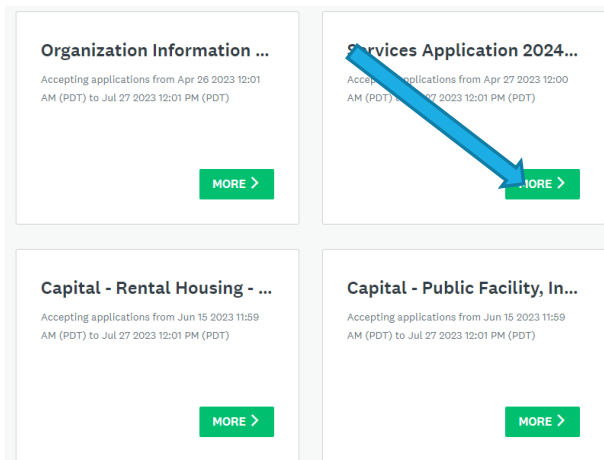 Organization Information ...
Accepting applications from Apr 26 2023 12:01
AM (PDT) to Jul 27 2023 12:01 PM (PDT)
MORE
Services Application 2024...
applications from Apr 27 2023 12:00
AM (PDT) 2023 12:01 PM (PDT)
MORE
Capital - Rental Housing - ...
Accepting applications from Jun 15 2023 11:59
AM (PDT) to Jul 27 2023 12:01 PM (PDT)
MORE
Capital - Public Facility, In...
Accepting applications from Jun 15 2023 11:59
AM (PDT) to Jul 27 2023 12:01 PM (PDT)
MORE